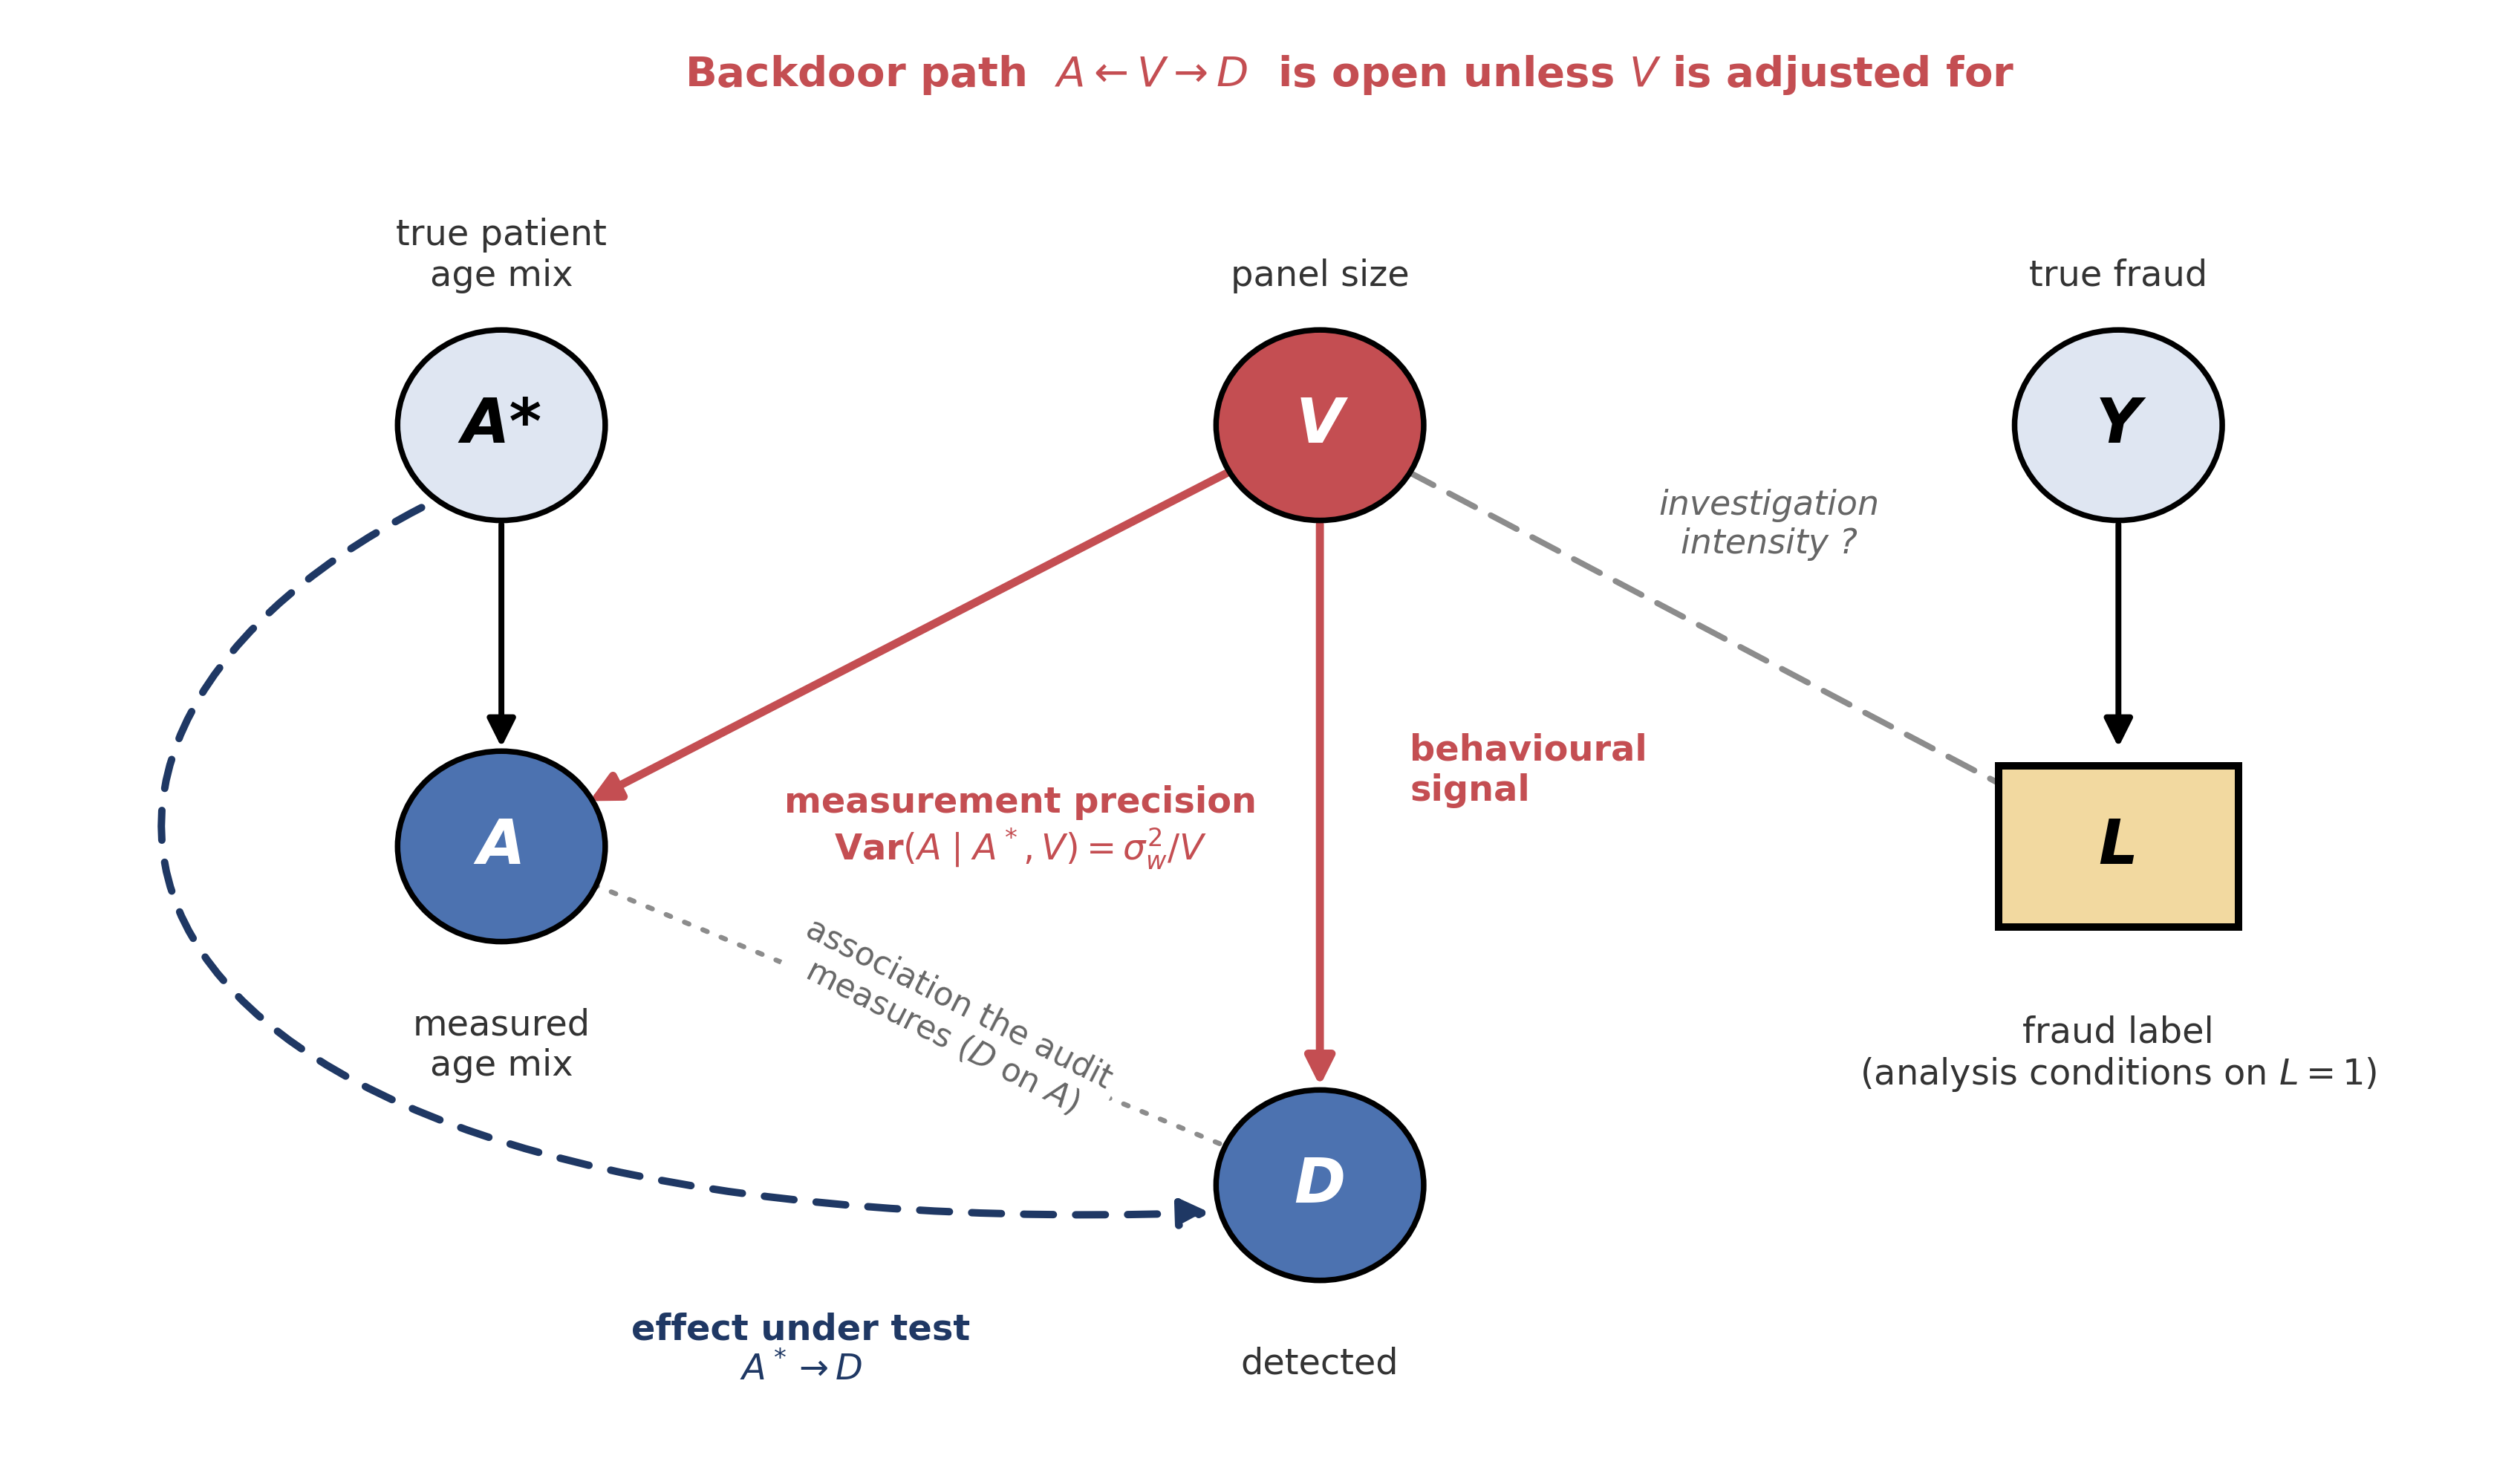 Backdoor path A ← V → D is open unless V is adjusted for
true patient
age mix
panel size
true fraud
A*
V
Y
investigation
intensity ?
behavioural
signal
measurement precision
Var(A | A*, V) = σ²_w/V
A
L
association the audit
measures (D on A)
measured
age mix
fraud label
(analysis conditions on L = 1)
D
effect under test
A* → D
detected